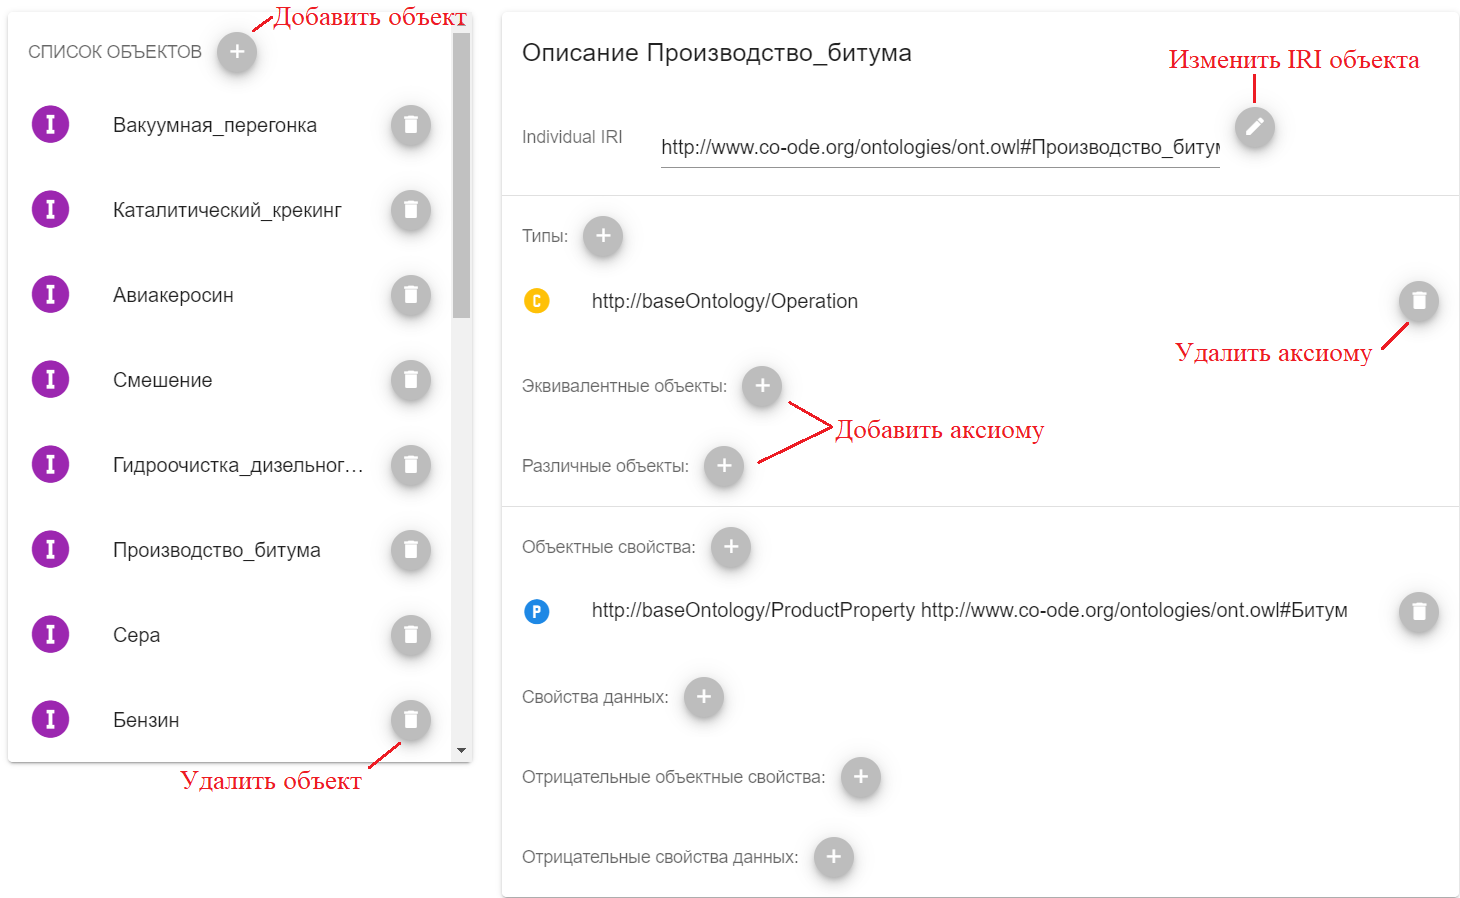 Добавить объект
СПИСОК ОБЪЕКТОВ
I Вакуумная_перегонка
I Каталитический_крекинг
I Авиакеросин
I Смешение
I Гидроочистка_дизельног…
I Производство_битума
I Сера
I Бензин
Удалить объект
Описание Производство_битума
Изменить IRI объекта
Individual IRI http://www.co-ode.org/ontologies/ont.owl#Производство_битум
Типы:
C http://baseOntology/Operation
Удалить аксиому
Эквивалентные объекты:
Добавить аксиому
Различные объекты:
Объектные свойства:
P http://baseOntology/ProductProperty http://www.co-ode.org/ontologies/ont.owl#Битум
Свойства данных:
Отрицательные объектные свойства:
Отрицательные свойства данных: